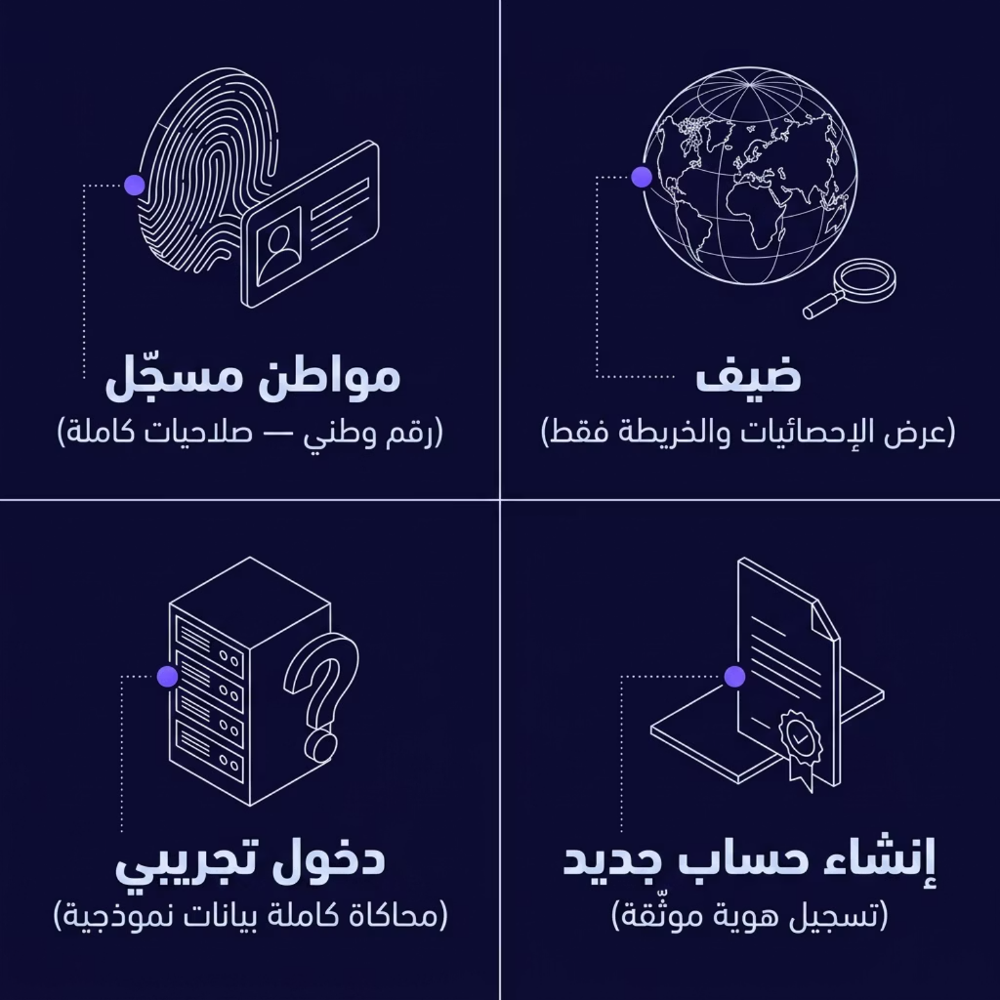 ضيف
(عرض الإحصائيات والخريطة فقط)
مواطن مسجّل
(رقم وطني — صلاحيات كاملة)
إنشاء حساب جديد
(تسجيل هوية موثّقة)
دخول تجريبي
(محاكاة كاملة بيانات نموذجية)